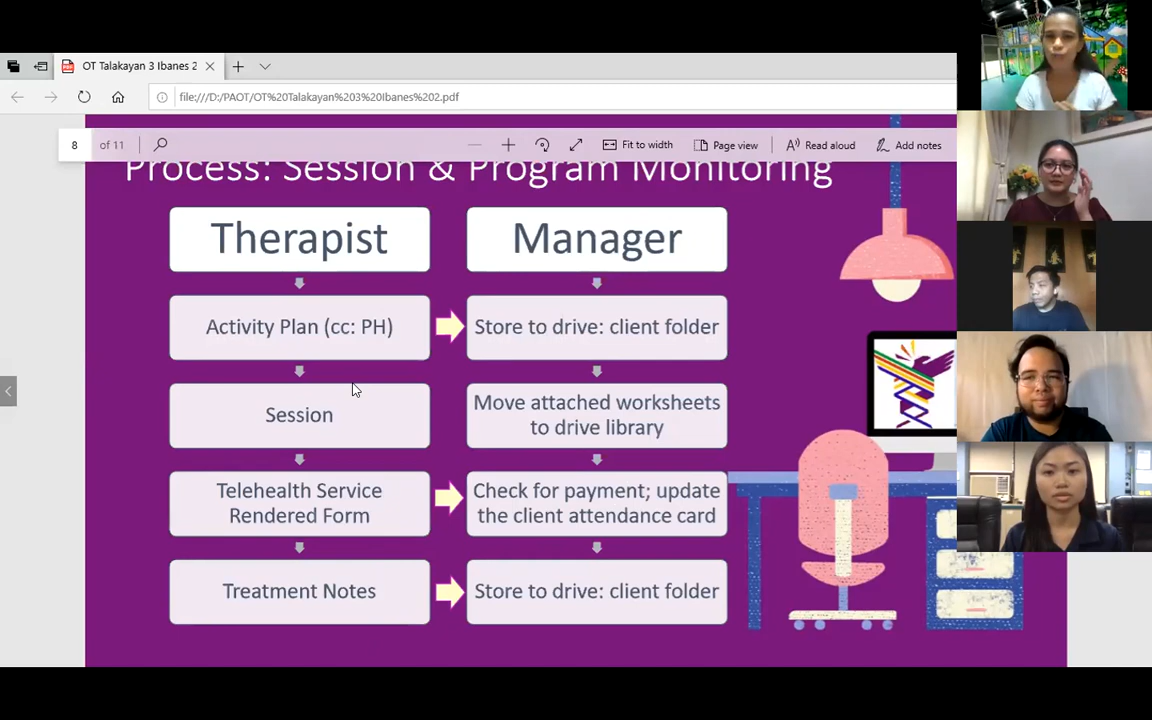 OT Talakayan 3 Ibanes 2
file:///D:/PAOT/OT%20Talakayan%203%20Ibanes%202.pdf
8 of 11
Fit to width
Page view
Read aloud
Add notes
Process: Session & Program Monitoring
Therapist
Manager
Activity Plan (cc: PH)
Store to drive: client folder
Session
Move attached worksheets
to drive library
Telehealth Service
Rendered Form
Check for payment; update
the client attendance card
Treatment Notes
Store to drive: client folder